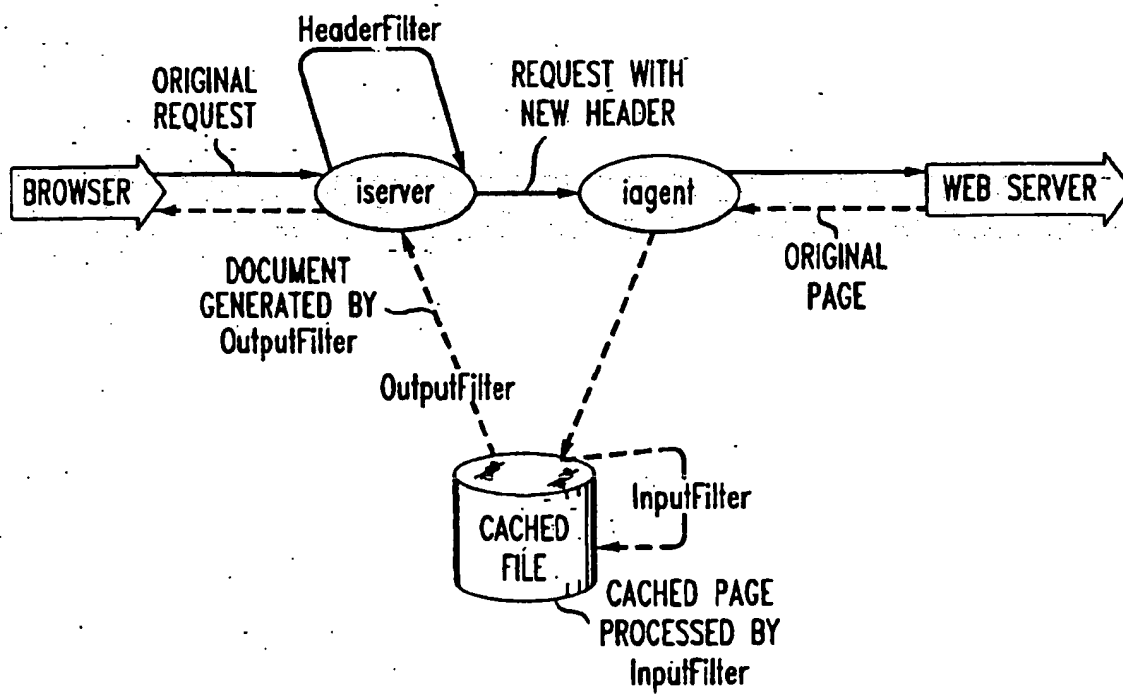 HeaderFilter
ORIGINAL
REQUEST
REQUEST WITH
NEW HEADER
BROWSER
iserver
iagent
WEB SERVER
DOCUMENT
GENERATED BY
OutputFilter
ORIGINAL
PAGE
OutputFilter
InputFilter
CACHED
FILE
CACHED PAGE
PROCESSED BY
InputFilter